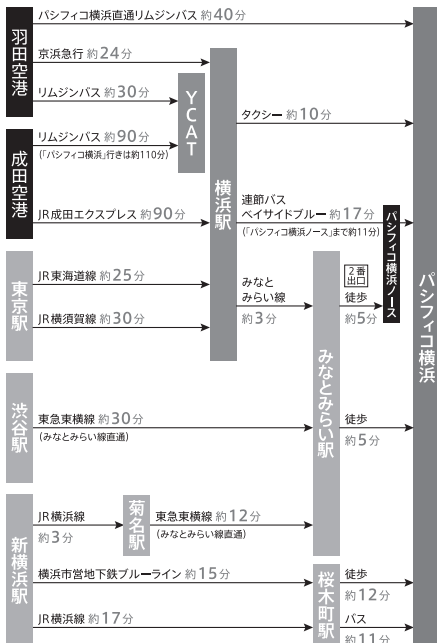 羽田空港
パシフィコ横浜直通リムジンバス 約40分
京浜急行 約24分
リムジンバス 約30分
YCAT
横浜駅
タクシー 約10分
成田空港
リムジンバス 約90分
(「パシフィコ横浜」行きは約110分)
JR成田エクスプレス 約90分
連節バス
ベイサイドブルー 約17分
(「パシフィコ横浜ノース」まで約11分)
パシフィコ横浜ノース
パシフィコ横浜
東京駅
JR東海道線 約25分
JR横須賀線 約30分
みなと
みらい線
約3分
みなとみらい駅
2番
出口
徒歩
約5分
渋谷駅
東急東横線 約30分
(みなとみらい線直通)
徒歩
約5分
新横浜駅
JR横浜線
約3分
菊名駅
東急東横線 約12分
(みなとみらい線直通)
横浜市営地下鉄ブルーライン 約15分
桜木町駅
徒歩
約12分
JR横浜線 約17分
バス
約11分